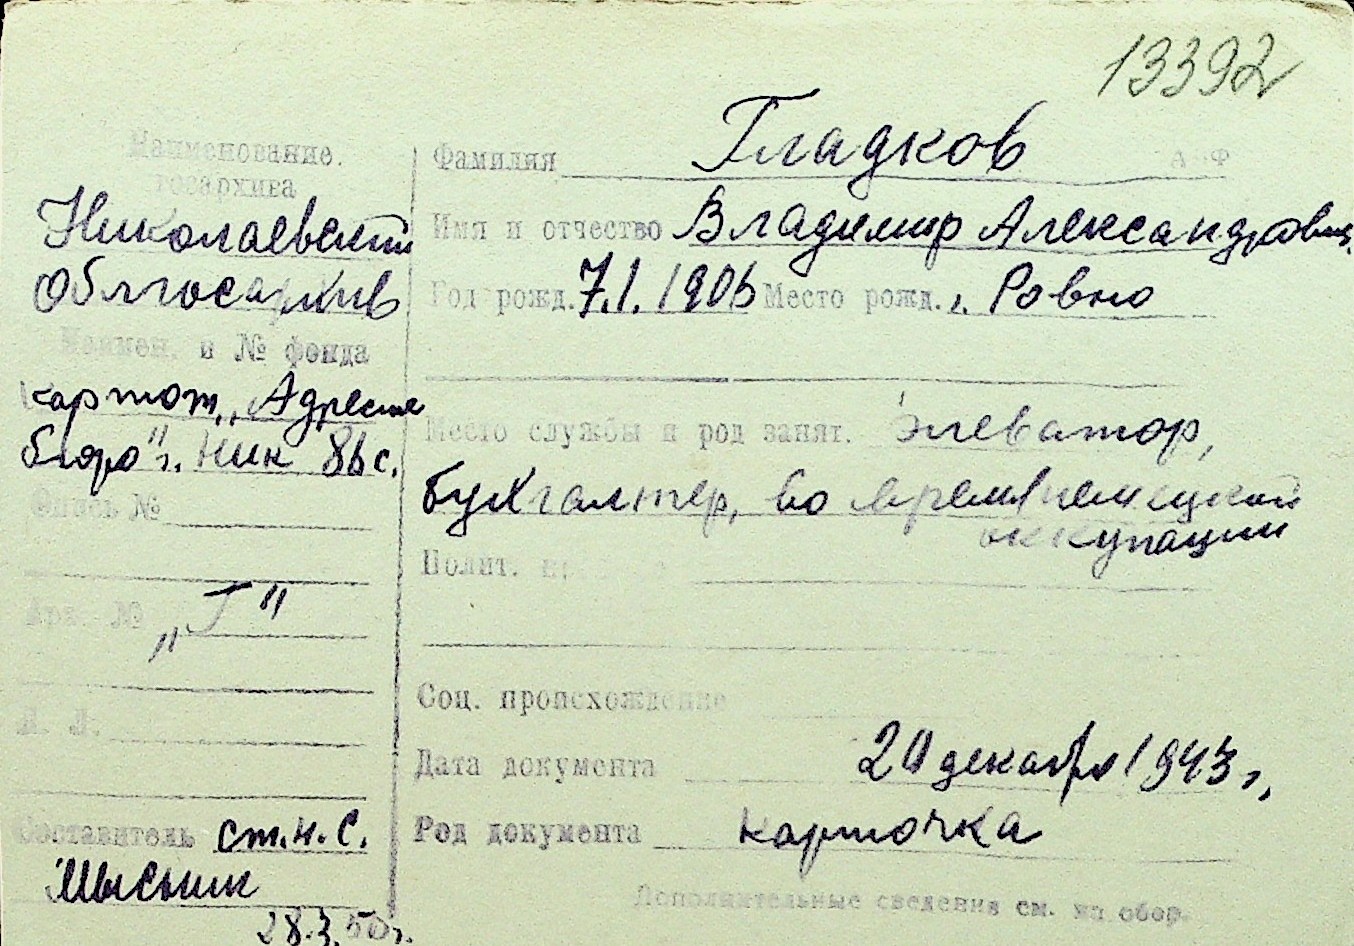 13392
Наименование.
госархива
Николаевский
Облгосархив
Наимен. и № фонда
картот. „Адресне
бюро" г. Ник 86 с.
Опись №
Арх. №
„Г"
Л. Л.
Составитель ст. н. с.
28.3.50 г.
Фамилия Гладков
А Ф
Имя и отчество Владимир Александрович
Год рожд. 7.1.1906 Место рожд. г. Ровно
Место службы и род занят. Элеватор,
бухгалтер, во время немецкой
оккупации
Полит.
Соц. происхождение
Дата документа 20 декабря 1943 г.
Род документа карточка
Дополнительные сведения см. на обор.